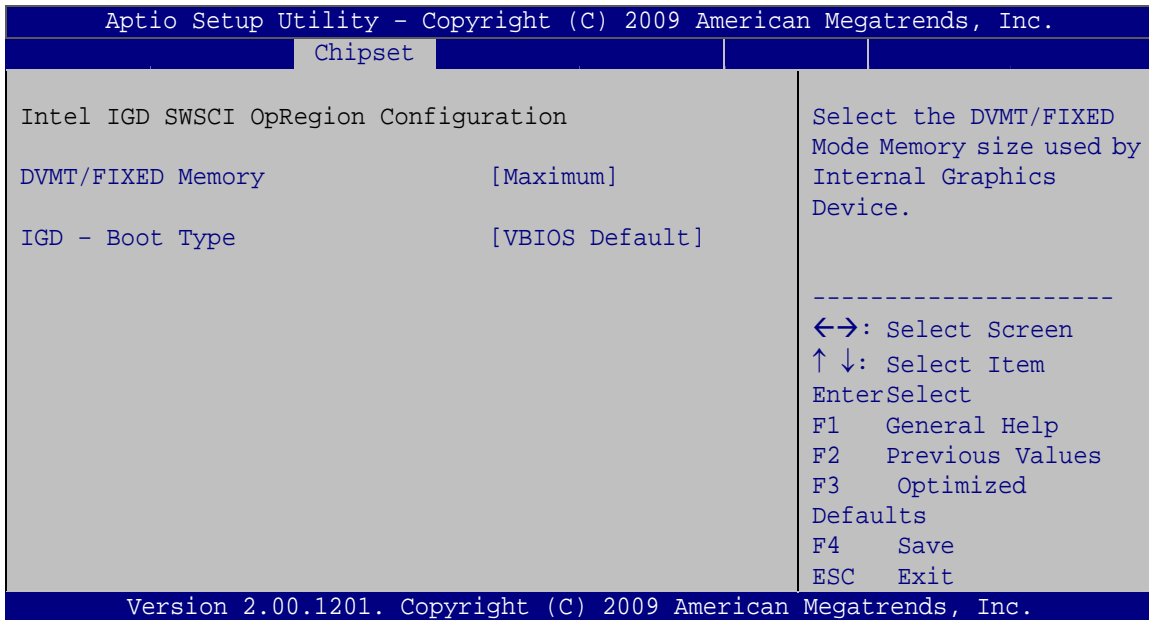 Aptio Setup Utility – Copyright (C) 2009 American Megatrends, Inc.
Chipset
Intel IGD SWSCI OpRegion Configuration
DVMT/FIXED Memory [Maximum]
IGD – Boot Type [VBIOS Default]
Select the DVMT/FIXED
Mode Memory size used by
Internal Graphics
Device.
---------------------
←→: Select Screen
↑ ↓: Select Item
EnterSelect
F1 General Help
F2 Previous Values
F3 Optimized
Defaults
F4 Save
ESC Exit
Version 2.00.1201. Copyright (C) 2009 American Megatrends, Inc.